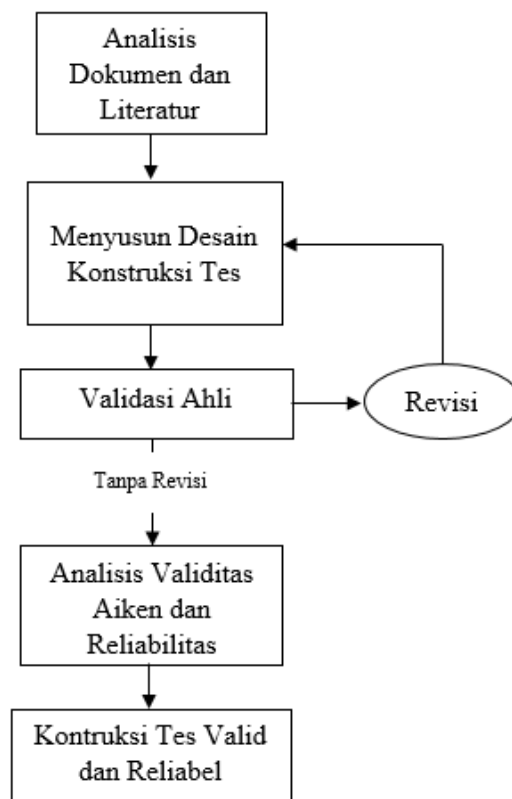 Analisis
Dokumen dan
Literatur
Menyusun Desain
Konstruksi Tes
Validasi Ahli
Revisi
Tanpa Revisi
Analisis Validitas
Aiken dan
Reliabilitas
Kontruksi Tes Valid
dan Reliabel